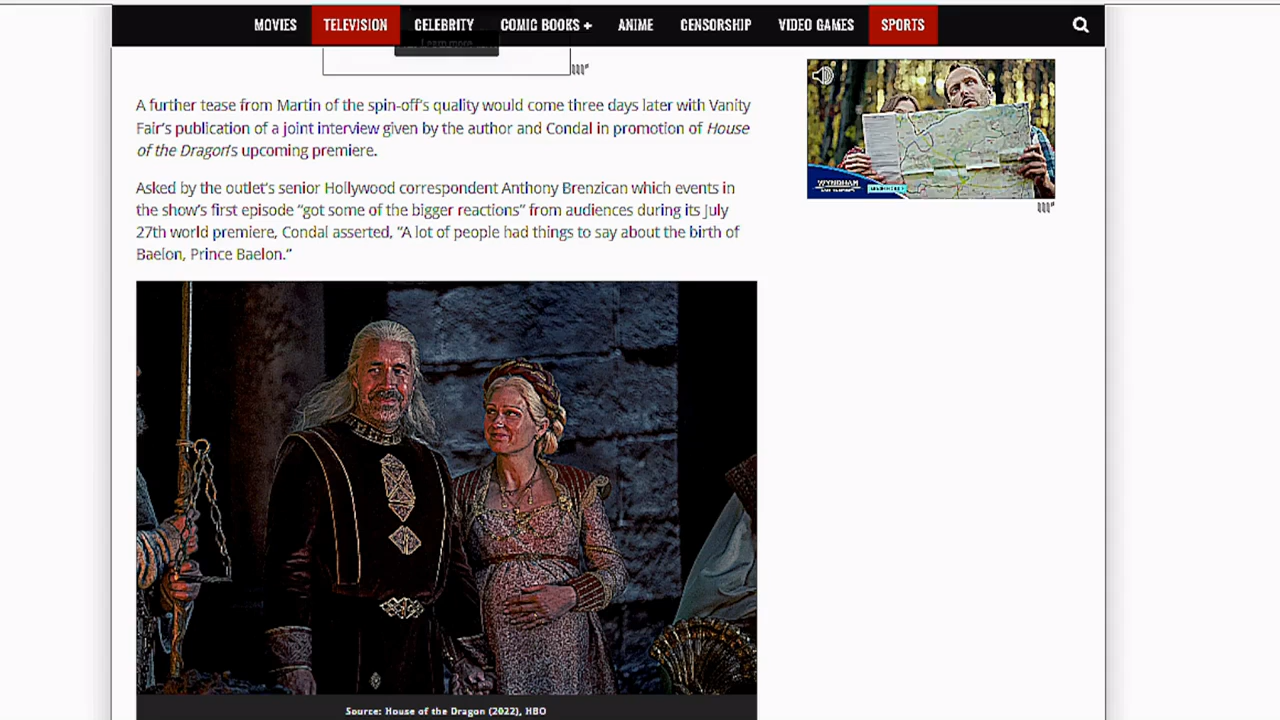 MOVIES TELEVISION CELEBRITY COMIC BOOKS + ANIME CENSORSHIP VIDEO GAMES SPORTS
A further tease from Martin of the spin-off's quality would come three days later with Vanity
Fair's publication of a joint interview given by the author and Condal in promotion of House
of the Dragon's upcoming premiere.
Asked by the outlet's senior Hollywood correspondent Anthony Brenzican which events in
the show's first episode "got some of the bigger reactions" from audiences during its July
27th world premiere, Condal asserted, "A lot of people had things to say about the birth of
Baelon, Prince Baelon."
WYNDHAM
Source: House of the Dragon (2022), HBO